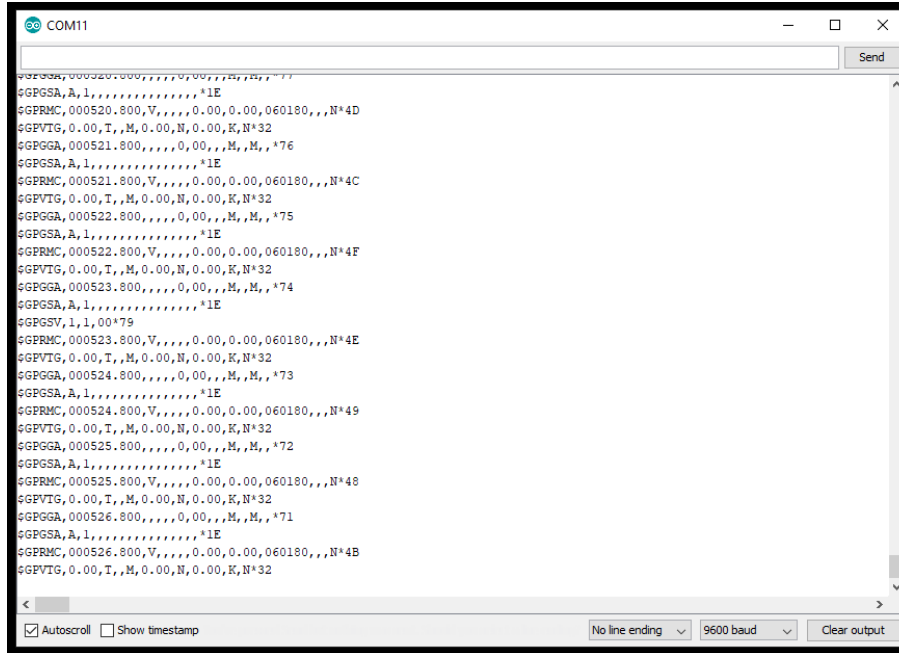 COM11
Send
$GPGGA,000520.800,,,,,0,00,,,M,,M,,*77
$GPGSA,A,1,,,,,,,,,,,,,,,*1E
$GPRMC,000520.800,V,,,,,0.00,0.00,060180,,,N*4D
$GPVTG,0.00,T,,M,0.00,N,0.00,K,N*32
$GPGGA,000521.800,,,,,0,00,,,M,,M,,*76
$GPGSA,A,1,,,,,,,,,,,,,,,*1E
$GPRMC,000521.800,V,,,,,0.00,0.00,060180,,,N*4C
$GPVTG,0.00,T,,M,0.00,N,0.00,K,N*32
$GPGGA,000522.800,,,,,0,00,,,M,,M,,*75
$GPGSA,A,1,,,,,,,,,,,,,,,*1E
$GPRMC,000522.800,V,,,,,0.00,0.00,060180,,,N*4F
$GPVTG,0.00,T,,M,0.00,N,0.00,K,N*32
$GPGGA,000523.800,,,,,0,00,,,M,,M,,*74
$GPGSA,A,1,,,,,,,,,,,,,,,*1E
$GPGSV,1,1,00*79
$GPRMC,000523.800,V,,,,,0.00,0.00,060180,,,N*4E
$GPVTG,0.00,T,,M,0.00,N,0.00,K,N*32
$GPGGA,000524.800,,,,,0,00,,,M,,M,,*73
$GPGSA,A,1,,,,,,,,,,,,,,,*1E
$GPRMC,000524.800,V,,,,,0.00,0.00,060180,,,N*49
$GPVTG,0.00,T,,M,0.00,N,0.00,K,N*32
$GPGGA,000525.800,,,,,0,00,,,M,,M,,*72
$GPGSA,A,1,,,,,,,,,,,,,,,*1E
$GPRMC,000525.800,V,,,,,0.00,0.00,060180,,,N*48
$GPVTG,0.00,T,,M,0.00,N,0.00,K,N*32
$GPGGA,000526.800,,,,,0,00,,,M,,M,,*71
$GPGSA,A,1,,,,,,,,,,,,,,,*1E
$GPRMC,000526.800,V,,,,,0.00,0.00,060180,,,N*4B
$GPVTG,0.00,T,,M,0.00,N,0.00,K,N*32
Autoscroll Show timestamp No line ending 9600 baud Clear output